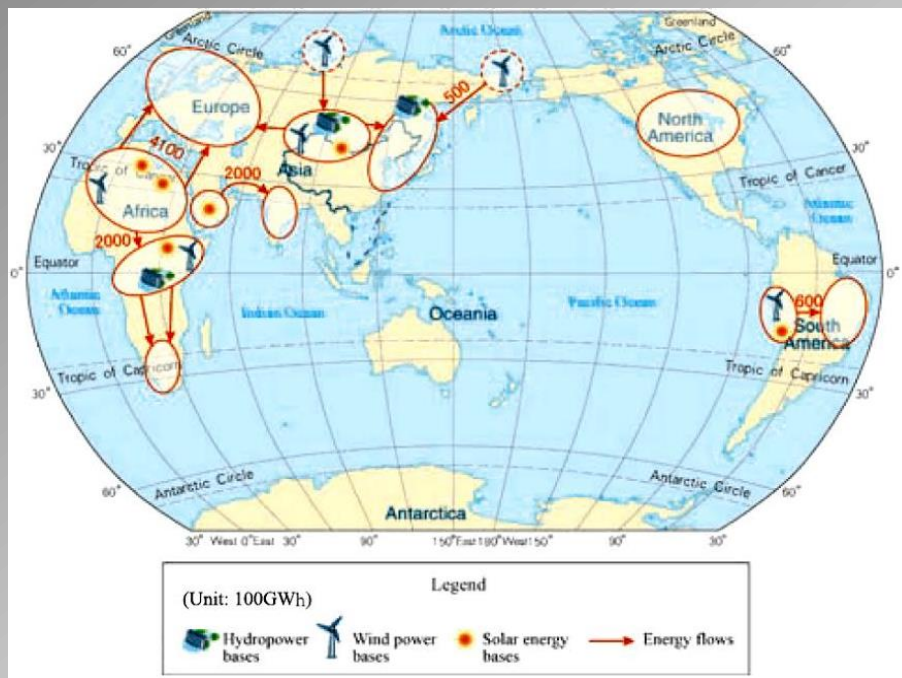 Greenland
Arctic Ocean
Greenland
Arctic Circle
Arctic Circle
60°
60°
500
Europe
North
America
30°
30°
4100
Tropic of Cancer
Asia
2000
Tropic of Cancer
Africa
Atlantic
Ocean
2000
Equator
Equator
0°
0°
Atlantic
Ocean
Indian Ocean
Oceania
Pacific Ocean
600
South
America
Tropic of Capricorn
Tropic of Capricorn
30°
30°
60°
Antarctic Circle
Antarctic Circle
60°
Antarctica
30° West 0° East 30° 90° 150°East 180°West150° 90° 30°
Legend
(Unit: 100GWh)
Hydropower
bases
Wind power
bases
Solar energy
bases
Energy flows